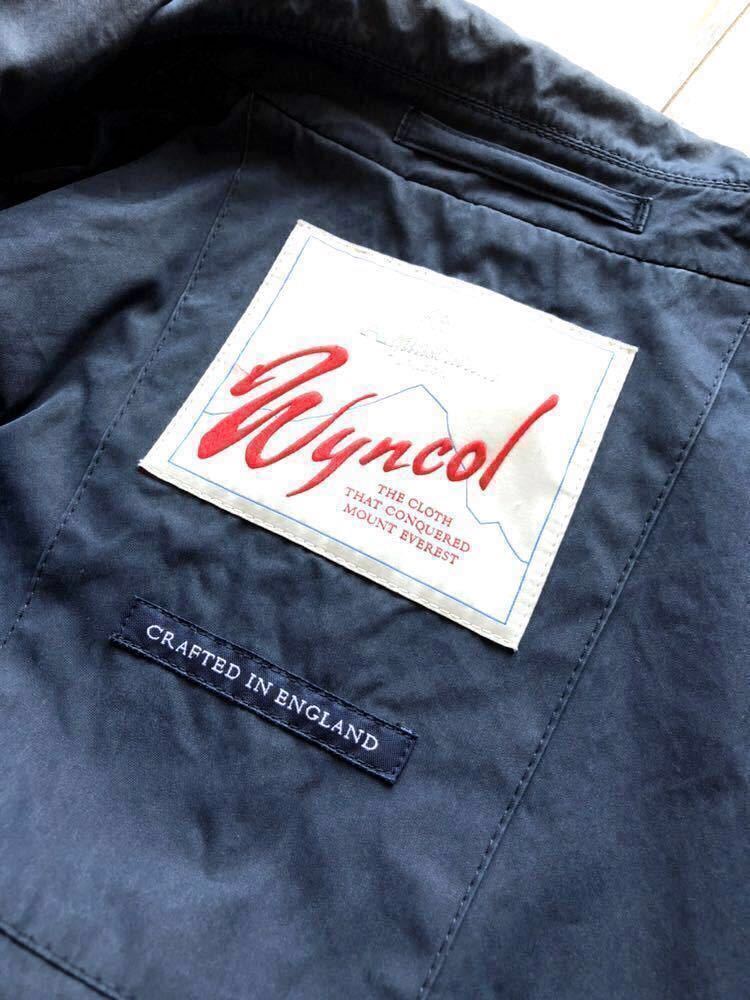 Wyncol
THE CLOTH
THAT CONQUERED
MOUNT EVEREST
CRAFTED IN ENGLAND